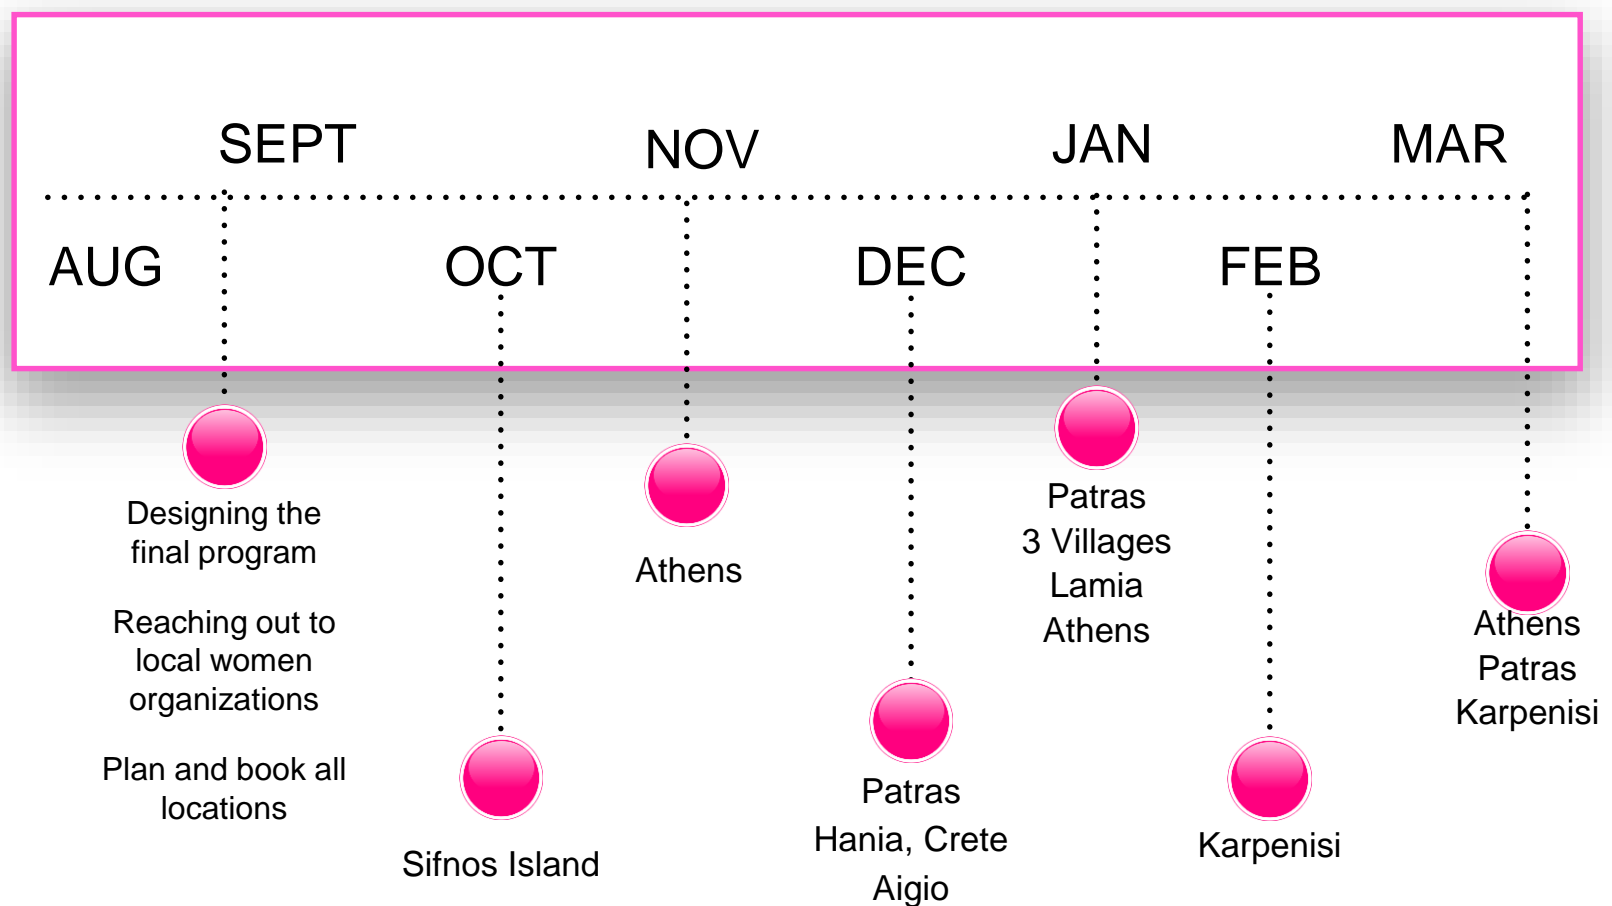 SEPT
NOV
JAN
MAR
AUG
OCT
DEC
FEB
Designing the
final program
Reaching out to
local women
organizations
Plan and book all
locations
Sifnos Island
Athens
Patras
Hania, Crete
Aigio
Patras
3 Villages
Lamia
Athens
Karpenisi
Athens
Patras
Karpenisi